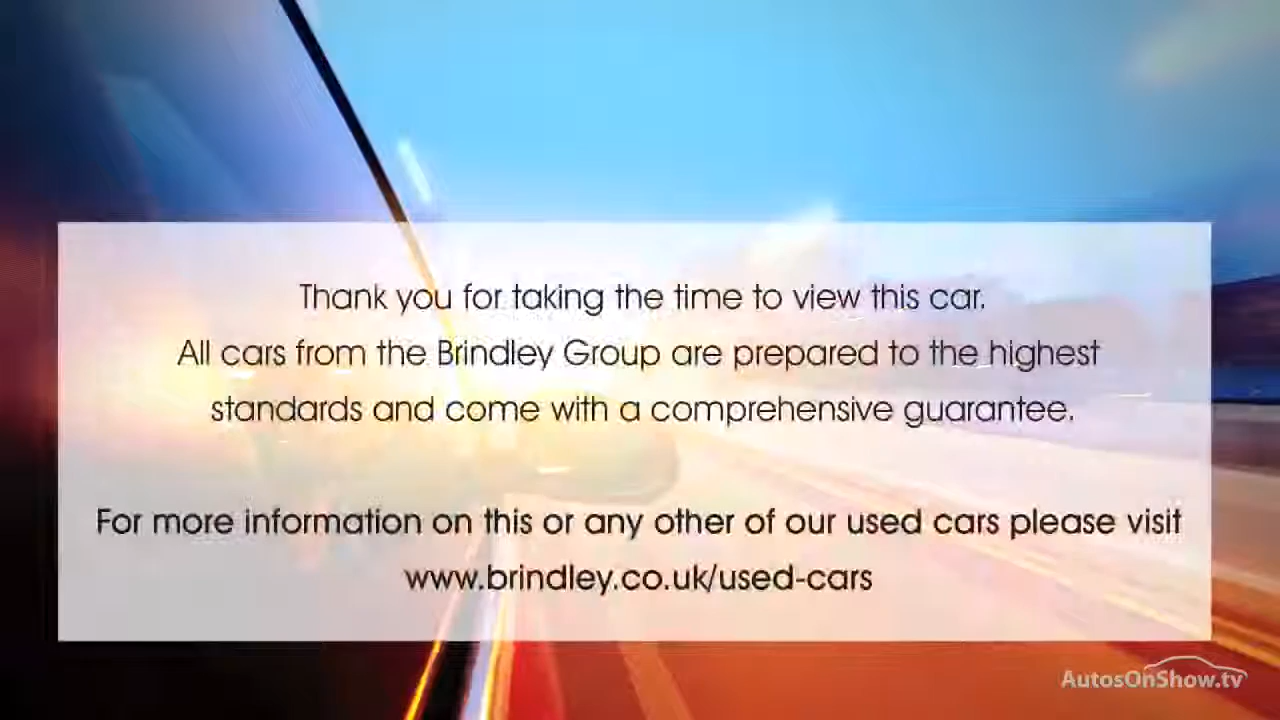 Thank you for taking the time to view this car.
All cars from the Brindley Group are prepared to the highest
standards and come with a comprehensive guarantee.
For more information on this or any other of our used cars please visit
www.brindley.co.uk/used-cars
AutosOnShow.tv